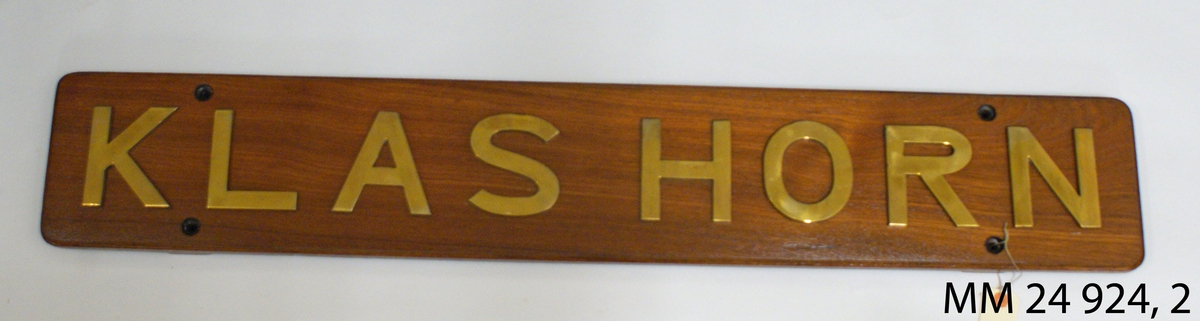 KLAS HORN
MM 24 924, 2